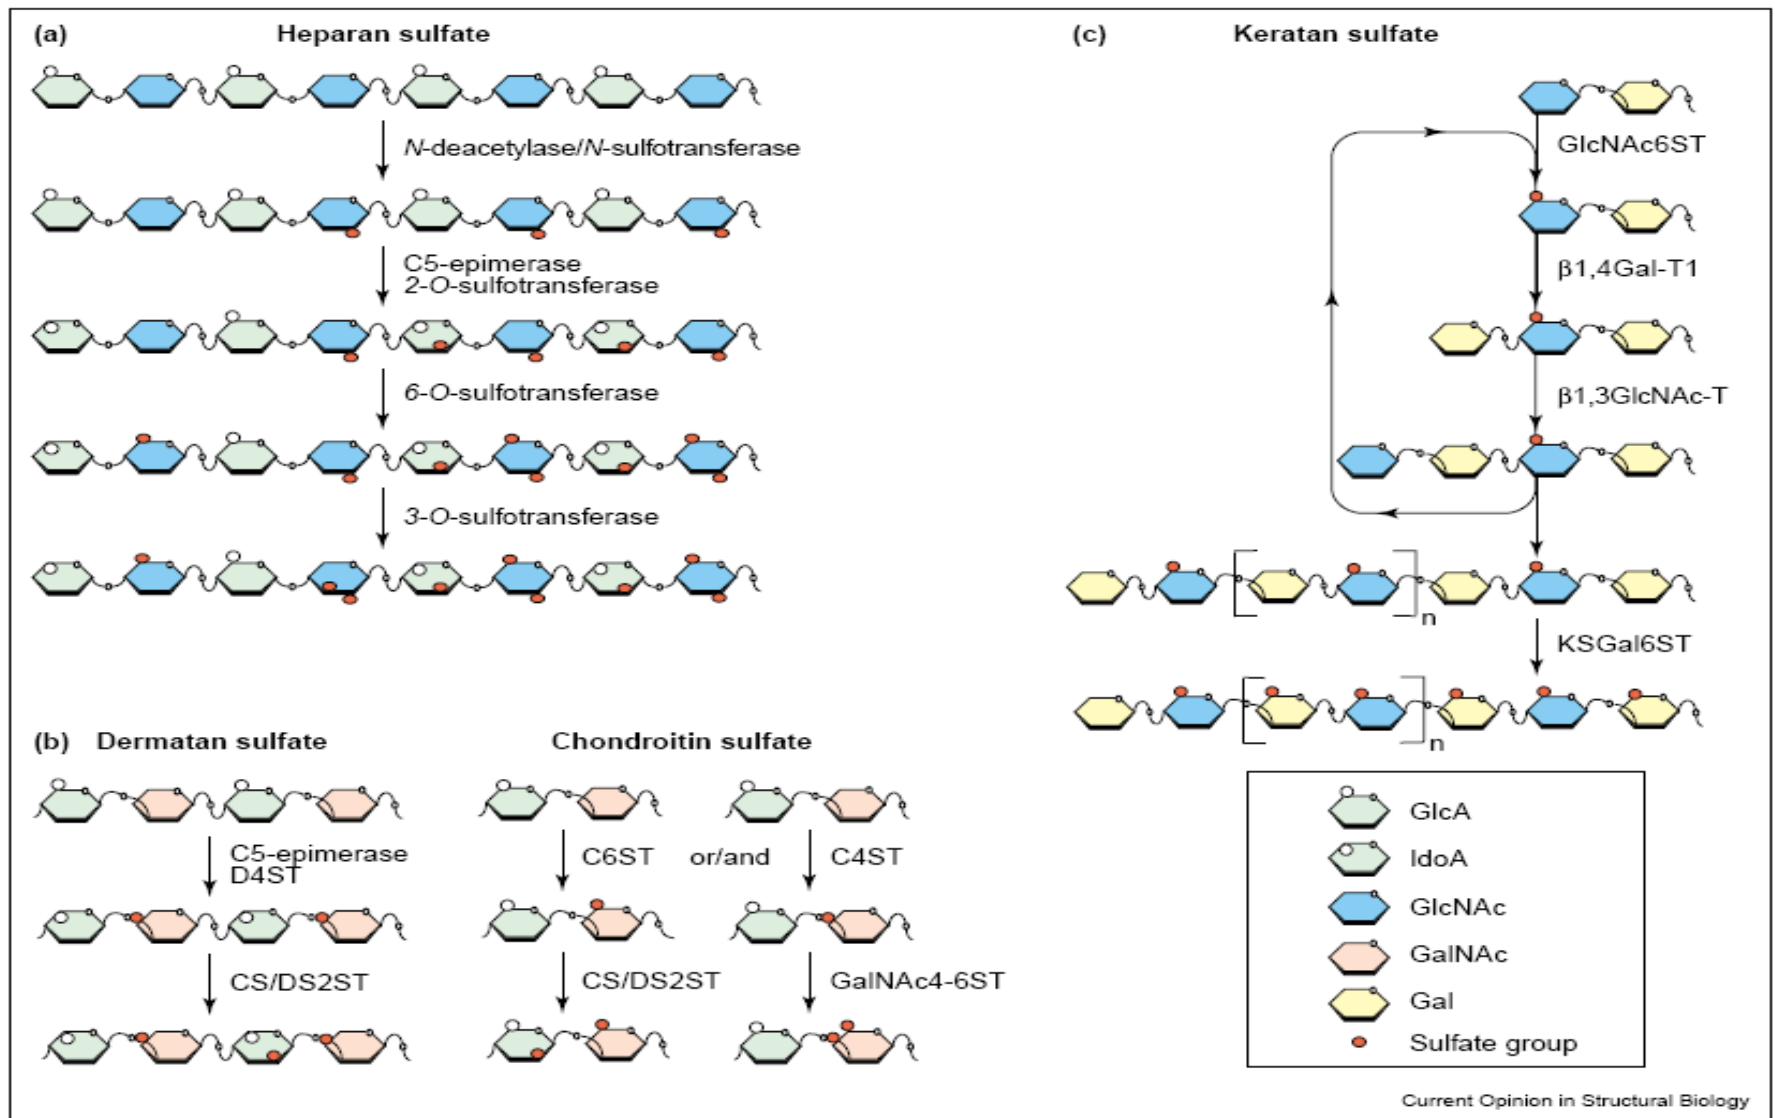 (a) Heparan sulfate
N-deacetylase/N-sulfotransferase
C5-epimerase
2-O-sulfotransferase
6-O-sulfotransferase
3-O-sulfotransferase
(b) Dermatan sulfate
C5-epimerase
D4ST
CS/DS2ST
Chondroitin sulfate
C6ST or/and C4ST
CS/DS2ST GalNAc4-6ST
(c) Keratan sulfate
GlcNAc6ST
β1,4Gal-T1
β1,3GlcNAc-T
n
KSGal6ST
n
GlcA
IdoA
GlcNAc
GalNAc
Gal
Sulfate group
Current Opinion in Structural Biology